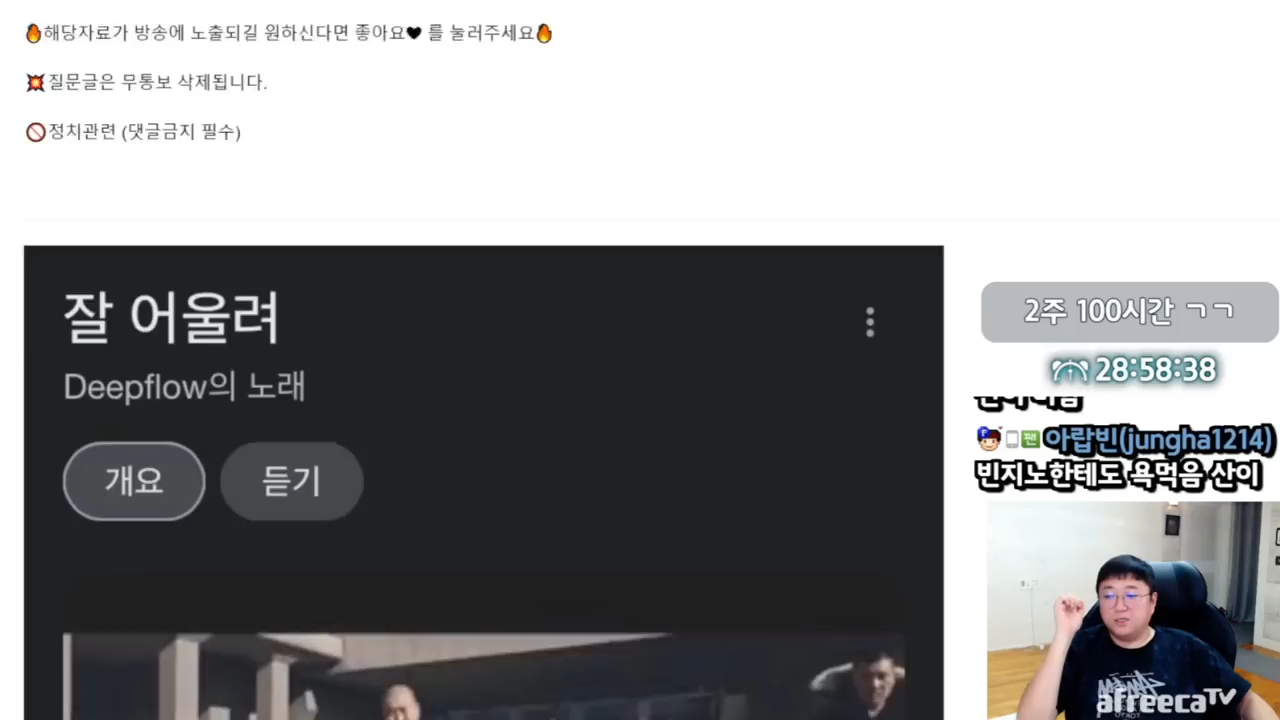 🔥해당자료가 방송에 노출되길 원하신다면 좋아요♥ 를 눌러주세요🔥
💥질문글은 무통보 삭제됩니다.
🚫정치관련 (댓글금지 필수)
잘 어울려
Deepflow의 노래
개요
듣기
2주 100시간 ㄱㄱ
28:58:38
팬
아랍빈(jungha1214)
빈지노한테도 욕먹음 산이
afreecaTV